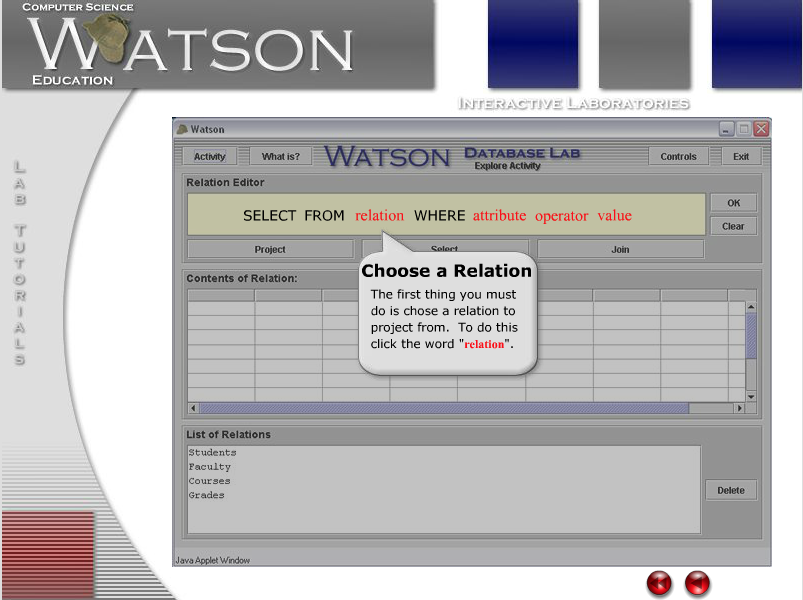 COMPUTER SCIENCE
WATSON
EDUCATION
INTERACTIVE LABORATORIES
LAB TUTORIALS
Watson
Activity What is? WATSON DATABASE LAB Controls Exit
Explore Activity
Relation Editor
SELECT FROM relation WHERE attribute operator value
OK
Clear
Project Select Join
Choose a Relation
The first thing you must
do is chose a relation to
project from. To do this
click the word "relation".
Contents of Relation:
List of Relations
Students
Faculty
Courses
Grades
Delete
Java Applet Window